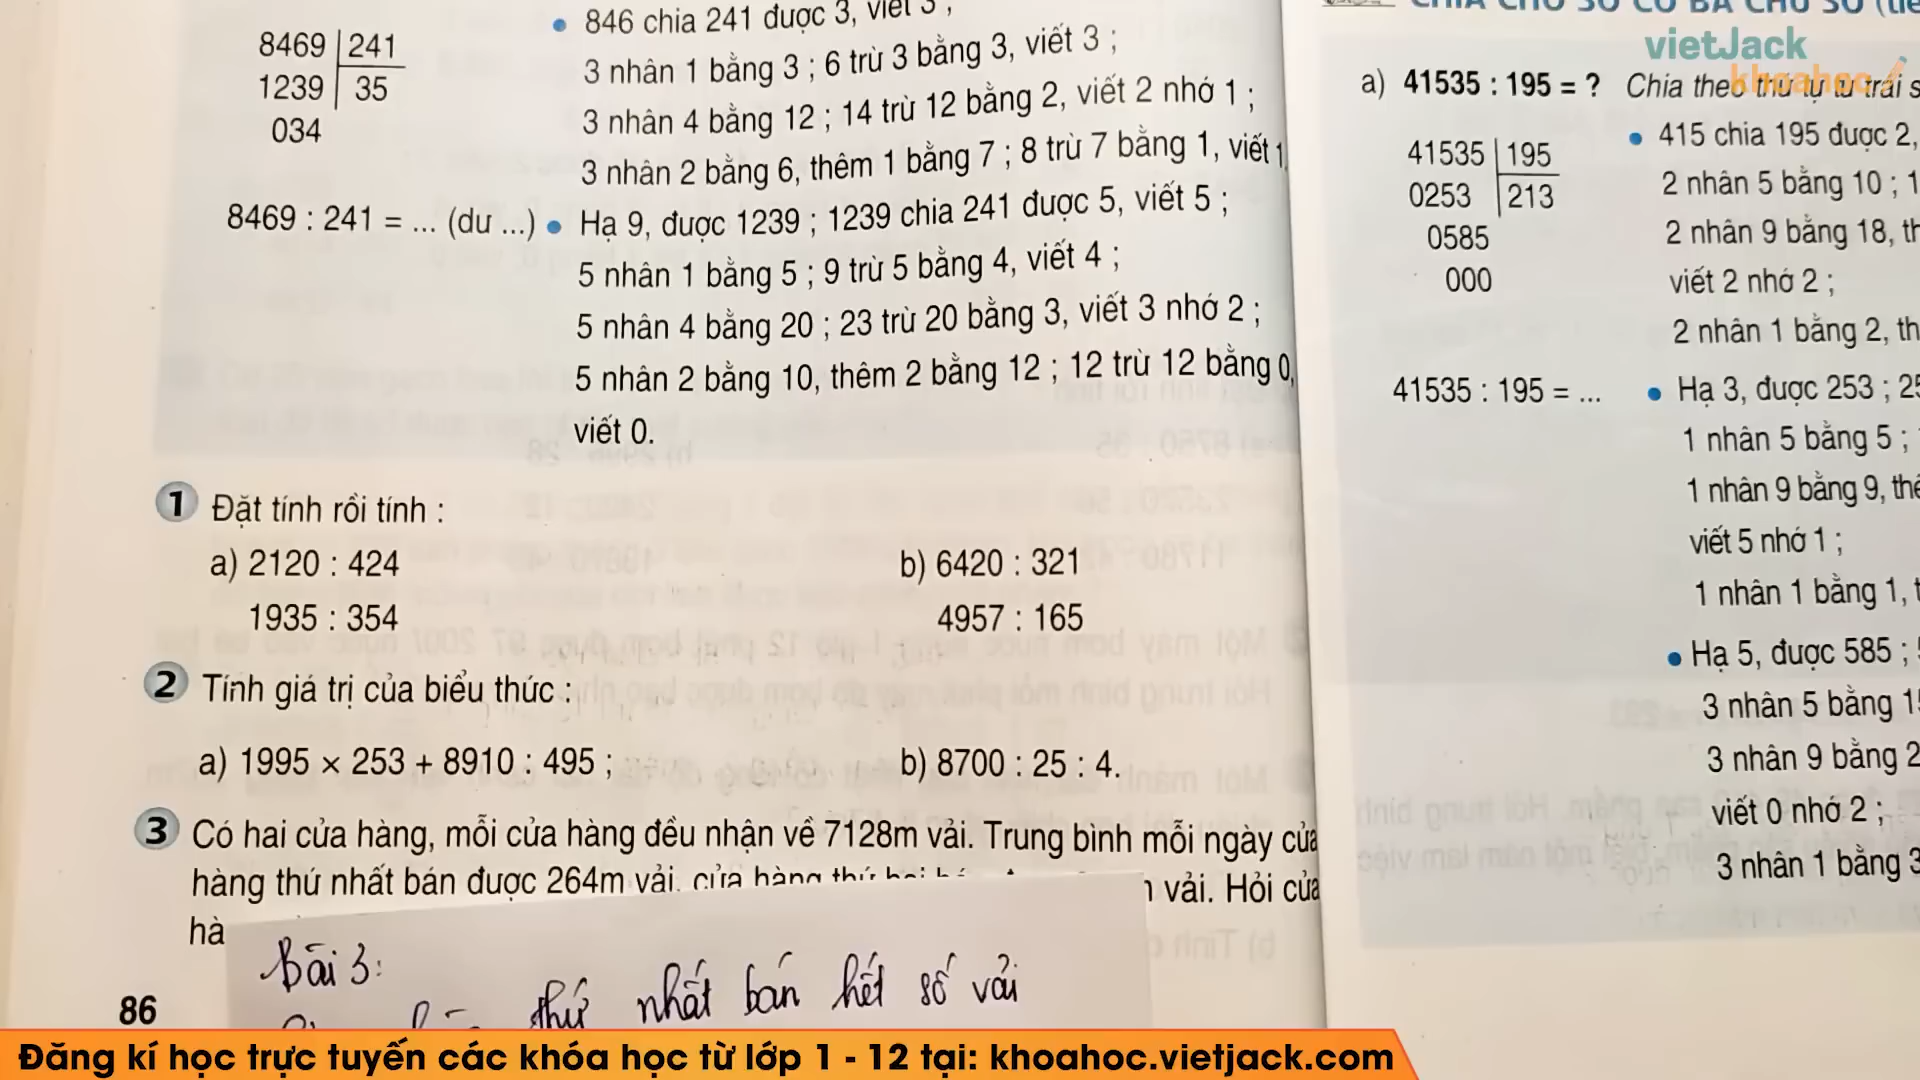 846 chia 241 được 3, viết 3 ;
8469 241
3 nhân 1 bằng 3 ; 6 trừ 3 bằng 3, viết 3 ;
1239 35
3 nhân 4 bằng 12 ; 14 trừ 12 bằng 2, viết 2 nhớ 1 ;
034
3 nhân 2 bằng 6, thêm 1 bằng 7 ; 8 trừ 7 bằng 1, viết 1
8469 : 241 = ... (dư ...) • Hạ 9, được 1239 ; 1239 chia 241 được 5, viết 5 ;
5 nhân 1 bằng 5 ; 9 trừ 5 bằng 4, viết 4 ;
5 nhân 4 bằng 20 ; 23 trừ 20 bằng 3, viết 3 nhớ 2 ;
5 nhân 2 bằng 10, thêm 2 bằng 12 ; 12 trừ 12 bằng 0,
viết 0.
1 Đặt tính rồi tính :
a) 2120 : 424 b) 6420 : 321
1935 : 354 4957 : 165
2 Tính giá trị của biểu thức :
a) 1995 × 253 + 8910 : 495 ; b) 8700 : 25 : 4.
3 Có hai cửa hàng, mỗi cửa hàng đều nhận về 7128m vải. Trung bình mỗi ngày cửa
hàng thứ nhất bán được 264m vải, cửa hàng thứ vải. Hỏi cửa
hà
Bài 3:
thứ nhất bán hết số vải
86
CHIA CHO SỐ CÓ BA CHỮ SỐ
vietJack
khoahoc
a) 41535 : 195 = ? Chia theo thứ tự từ trái
41535 195
0253 213
0585
000
• 415 chia 195 được 2,
2 nhân 5 bằng 10 ; 1
2 nhân 9 bằng 18, th
viết 2 nhớ 2 ;
2 nhân 1 bằng 2, th
41535 : 195 = ... • Hạ 3, được 253 ; 25
1 nhân 5 bằng 5 ;
1 nhân 9 bằng 9, thê
viết 5 nhớ 1 ;
1 nhân 1 bằng 1, t
• Hạ 5, được 585 ; 5
3 nhân 5 bằng 15
3 nhân 9 bằng 2
viết 0 nhớ 2 ;
3 nhân 1 bằng 3
Đăng kí học trực tuyến các khóa học từ lớp 1 - 12 tại: khoahoc.vietjack.com